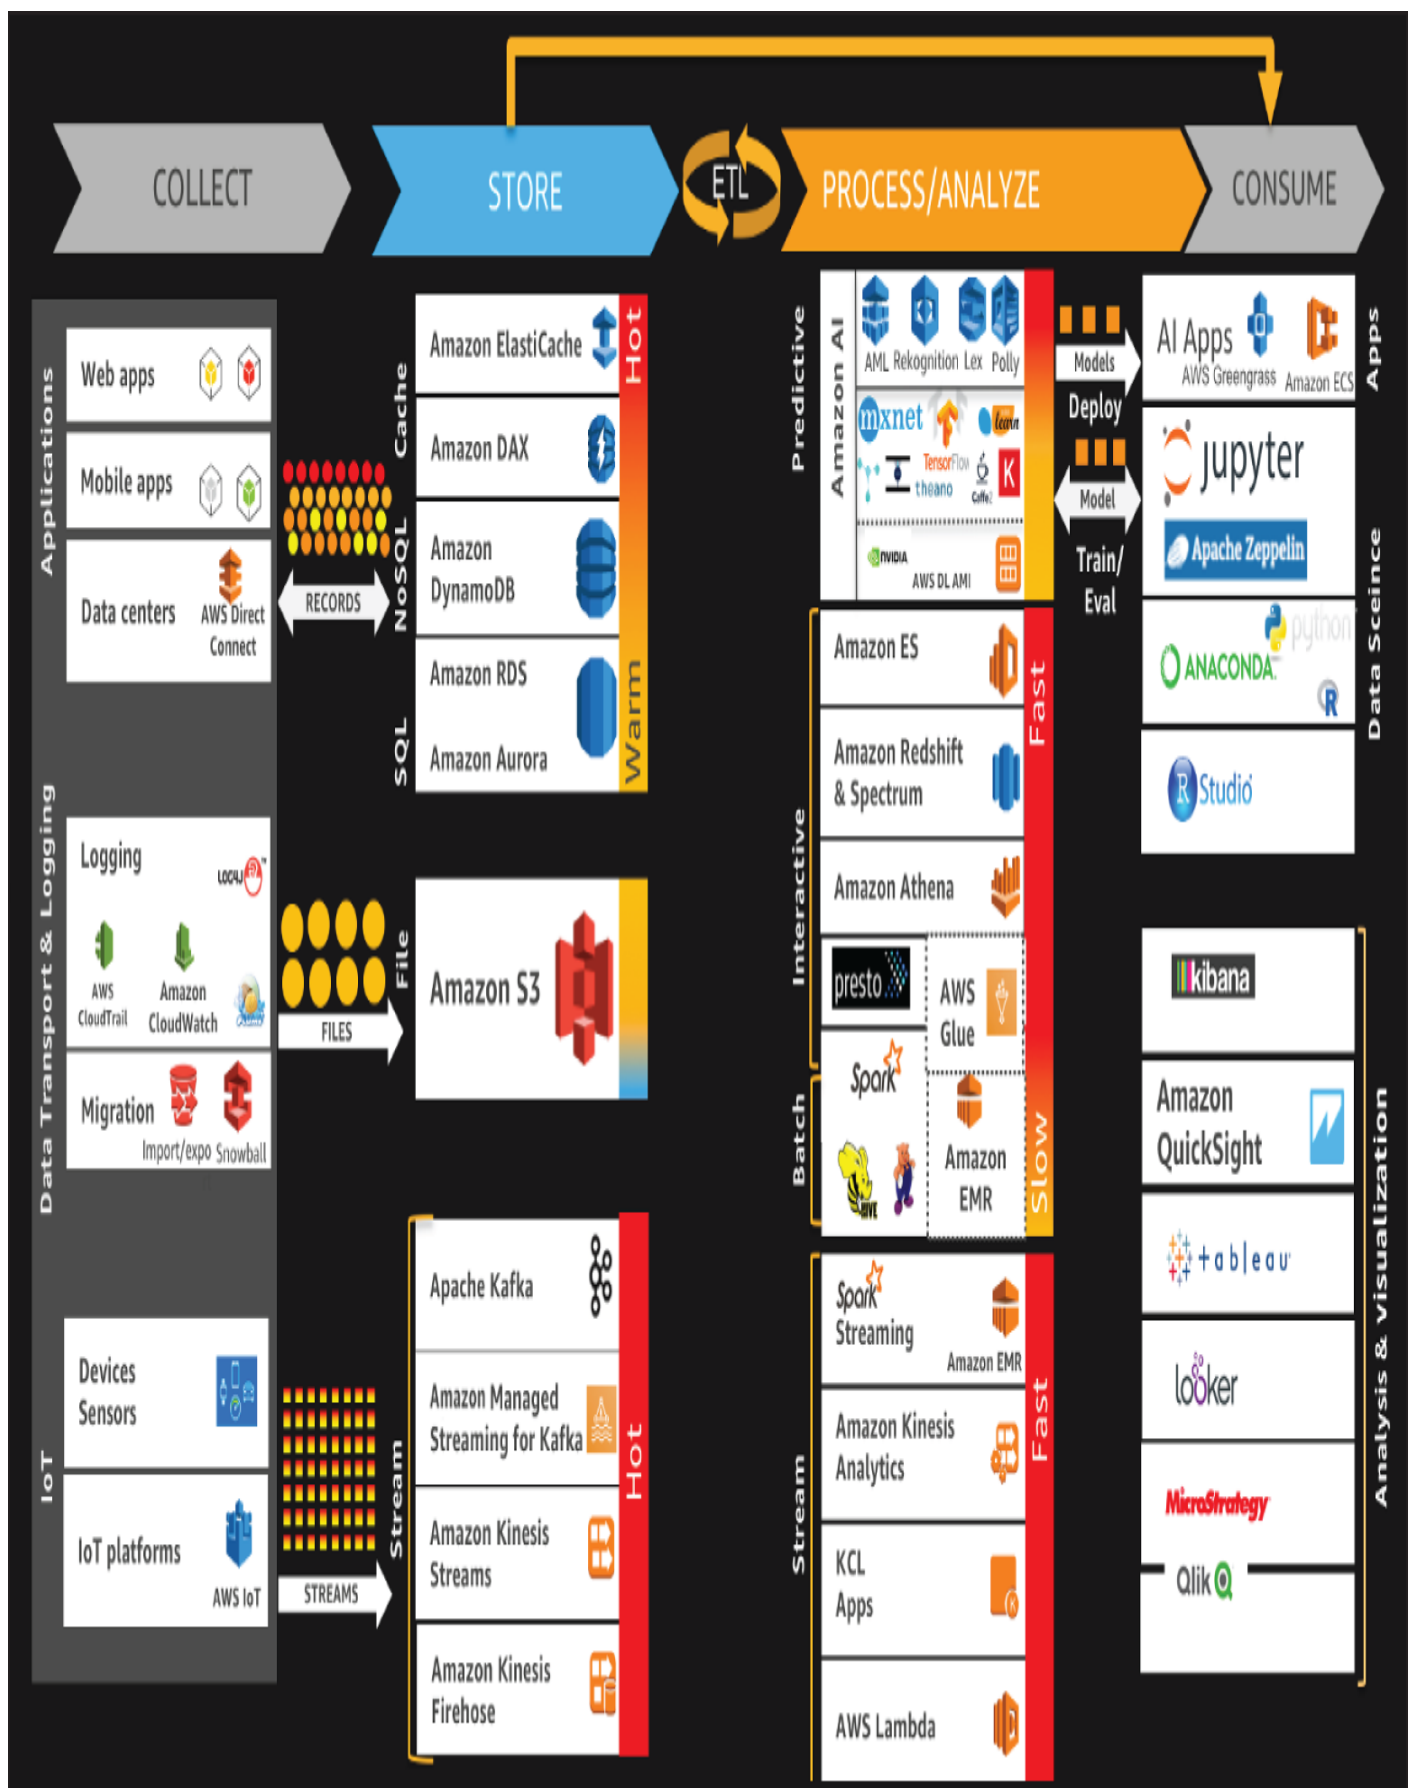 COLLECT
STORE
ETL
PROCESS/ANALYZE
CONSUME
Applications
Web apps
Mobile apps
Data centers
AWS Direct
Connect
Data Transport & Logging
Logging
LOG4J
AWS
CloudTrail
Amazon
CloudWatch
Migration
Import/expo
Snowball
IoT
Devices
Sensors
IoT platforms
AWS IoT
RECORDS
FILES
STREAMS
Cache
NoSQL
SQL
Amazon ElastiCache
Amazon DAX
Amazon
DynamoDB
Amazon RDS
Amazon Aurora
Hot
Warm
File
Amazon S3
Stream
Apache Kafka
Amazon Managed
Streaming for Kafka
Amazon Kinesis
Streams
Amazon Kinesis
Firehose
Hot
Predictive
Amazon AI
AML
Rekognition
Lex
Polly
mxnet
learn
TensorFlow
theano
Caffe2
K
NVIDIA
AWS DL AMI
Interactive
Amazon ES
Amazon Redshift
& Spectrum
Amazon Athena
presto
AWS
Glue
Fast
Batch
Spark
HIVE
Amazon
EMR
Slow
Stream
Spark
Streaming
Amazon EMR
Amazon Kinesis
Analytics
KCL
Apps
AWS Lambda
Fast
Models
Deploy
Model
Train/
Eval
AI Apps
AWS Greengrass
Amazon ECS
Apps
jupyter
Apache Zeppelin
python
ANACONDA
R
R Studio
Data Sceince
kibana
Amazon
QuickSight
tableau
looker
MicroStrategy
Qlik
Analysis & visualization